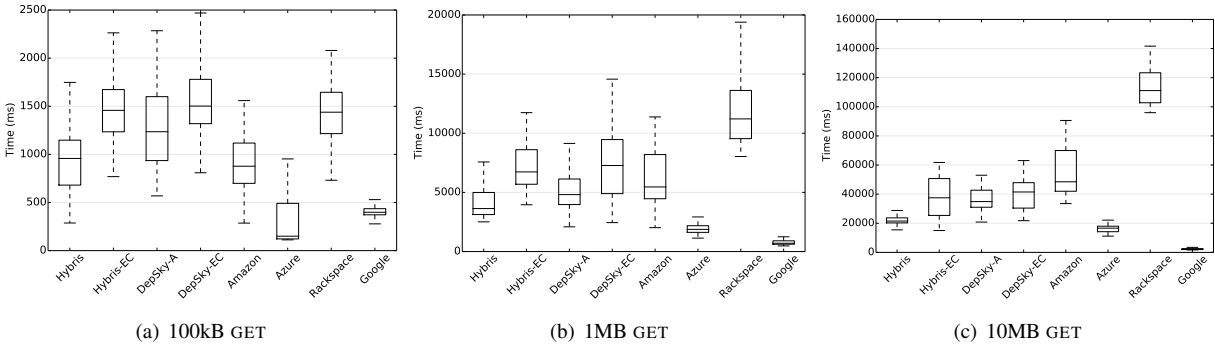 2500
2000
1500
1000
500
0
Time (ms)
Hybris
Hybris-EC
DepSky-A
DepSky-EC
Amazon
Azure
Rackspace
Google
(a) 100kB GET
20000
15000
10000
5000
0
Time (ms)
Hybris
Hybris-EC
DepSky-A
DepSky-EC
Amazon
Azure
Rackspace
Google
(b) 1MB GET
160000
140000
120000
100000
80000
60000
40000
20000
0
Time (ms)
Hybris
Hybris-EC
DepSky-A
DepSky-EC
Amazon
Azure
Rackspace
Google
(c) 10MB GET